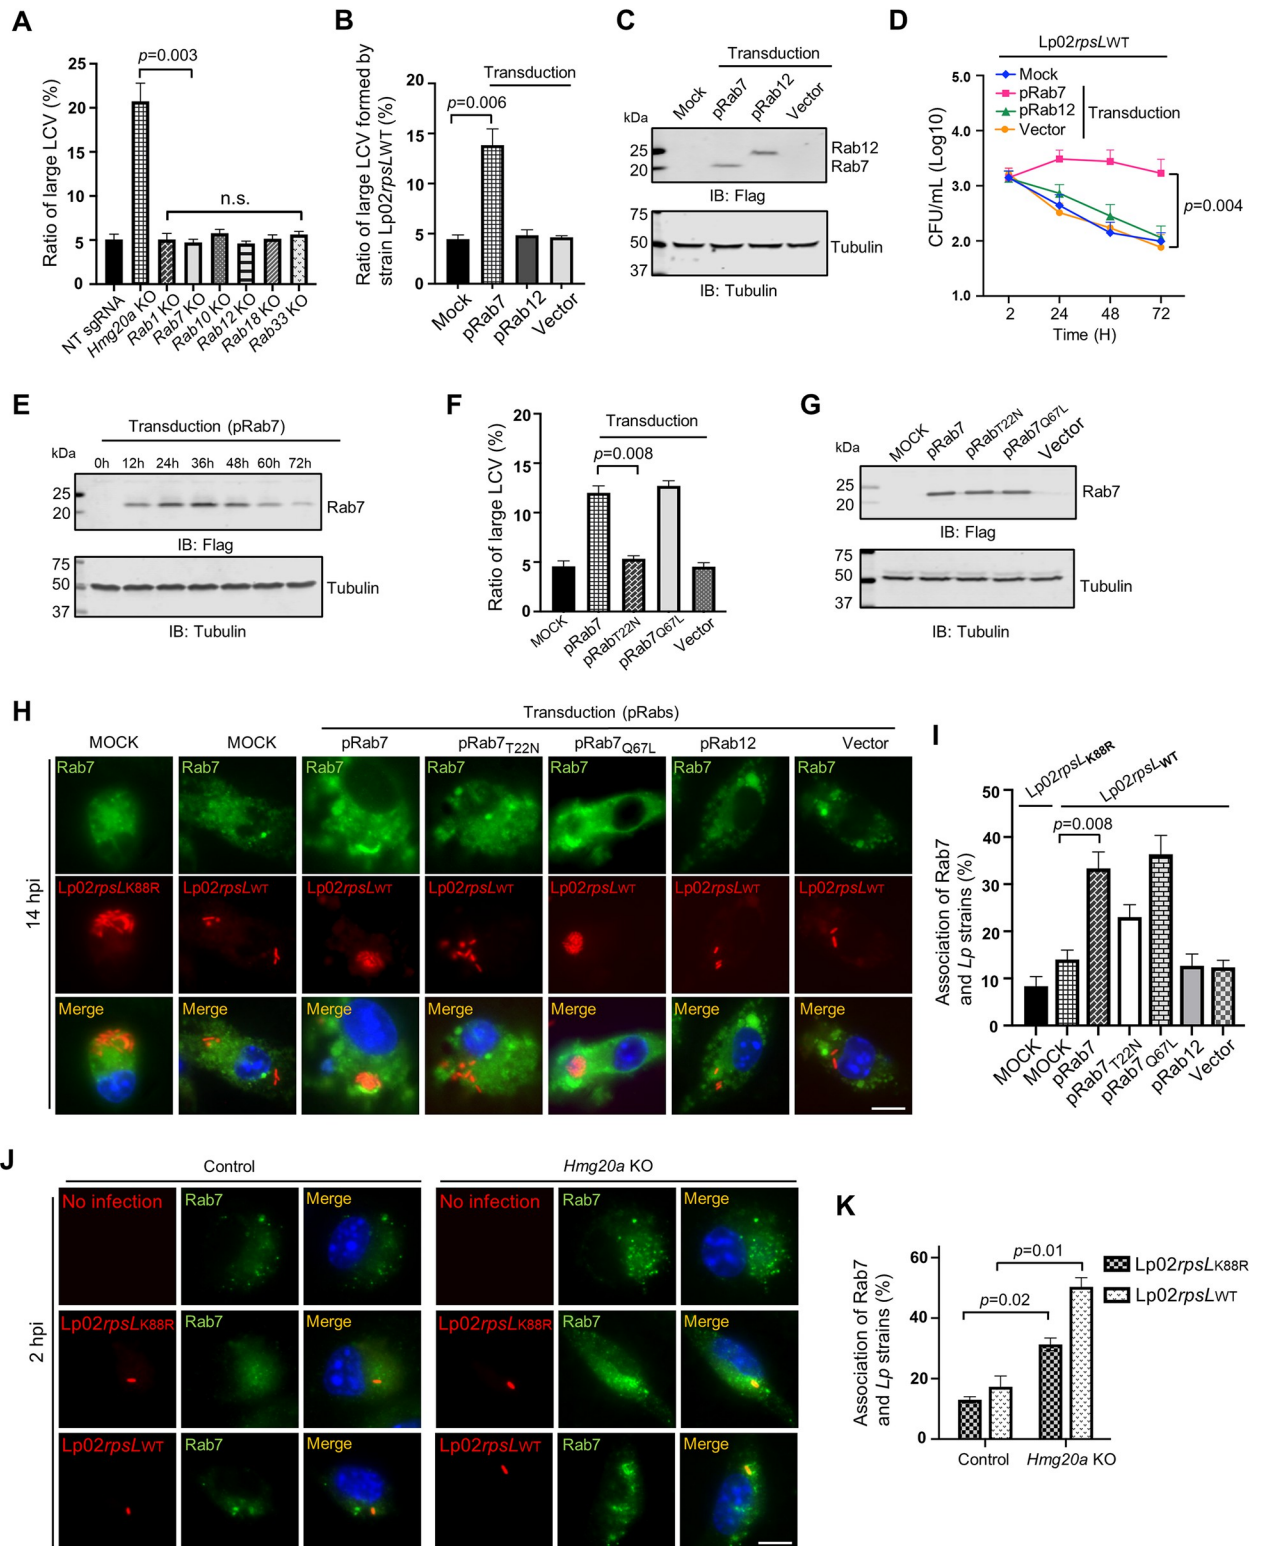 A
Ratio of large LCV (%)
25
20
15
10
5
0
p=0.003
n.s.
NT sgRNA
Hmg20a KO
Rab1 KO
Rab7 KO
Rab10 KO
Rab12 KO
Rab18 KO
Rab33 KO
B
Ratio of large LCV formed by
strain Lp02rpsLWT (%)
20
15
10
5
0
Transduction
p=0.006
Mock
pRab7
pRab12
Vector
C
Transduction
Mock
pRab7
pRab12
Vector
kDa
25
20
Rab12
Rab7
IB: Flag
75
50
37
Tubulin
IB: Tubulin
D
Lp02rpsLWT
Mock
pRab7
pRab12
Vector
Transduction
CFU/mL (Log10)
5.0
4.0
3.0
2.0
1.0
p=0.004
2 24 48 72
Time (H)
E
Transduction (pRab7)
kDa
0h 12h 24h 36h 48h 60h 72h
25
20
Rab7
IB: Flag
75
50
37
Tubulin
IB: Tubulin
F
Ratio of large LCV (%)
20
15
10
5
0
Transduction
p=0.008
MOCK
pRab7
pRabT22N
pRab7Q67L
Vector
G
kDa
MOCK
pRab7
pRabT22N
pRab7Q67L
Vector
25
20
Rab7
IB: Flag
75
50
37
Tubulin
IB: Tubulin
H
Transduction (pRabs)
MOCK MOCK pRab7 pRab7T22N pRab7Q67L pRab12 Vector
14 hpi
Rab7 Rab7 Rab7 Rab7 Rab7 Rab7 Rab7
Lp02rpsLK88R Lp02rpsLWT Lp02rpsLWT Lp02rpsLWT Lp02rpsLWT Lp02rpsLWT Lp02rpsLWT
Merge Merge Merge Merge Merge Merge Merge
I
Lp02rpsLK88R
Lp02rpsLWT
Association of Rab7
and Lp strains (%)
50
40
30
20
10
0
p=0.008
MOCK
MOCK
pRab7
pRab7T22N
pRab7Q67L
pRab12
Vector
J
Control Hmg20a KO
2 hpi
No infection Rab7 Merge No infection Rab7 Merge
Lp02rpsLK88R Rab7 Merge Lp02rpsLK88R Rab7 Merge
Lp02rpsLWT Rab7 Merge Lp02rpsLWT Rab7 Merge
K
Association of Rab7
and Lp strains (%)
60
40
20
0
p=0.01
p=0.02
Lp02rpsLK88R
Lp02rpsLWT
Control Hmg20a KO